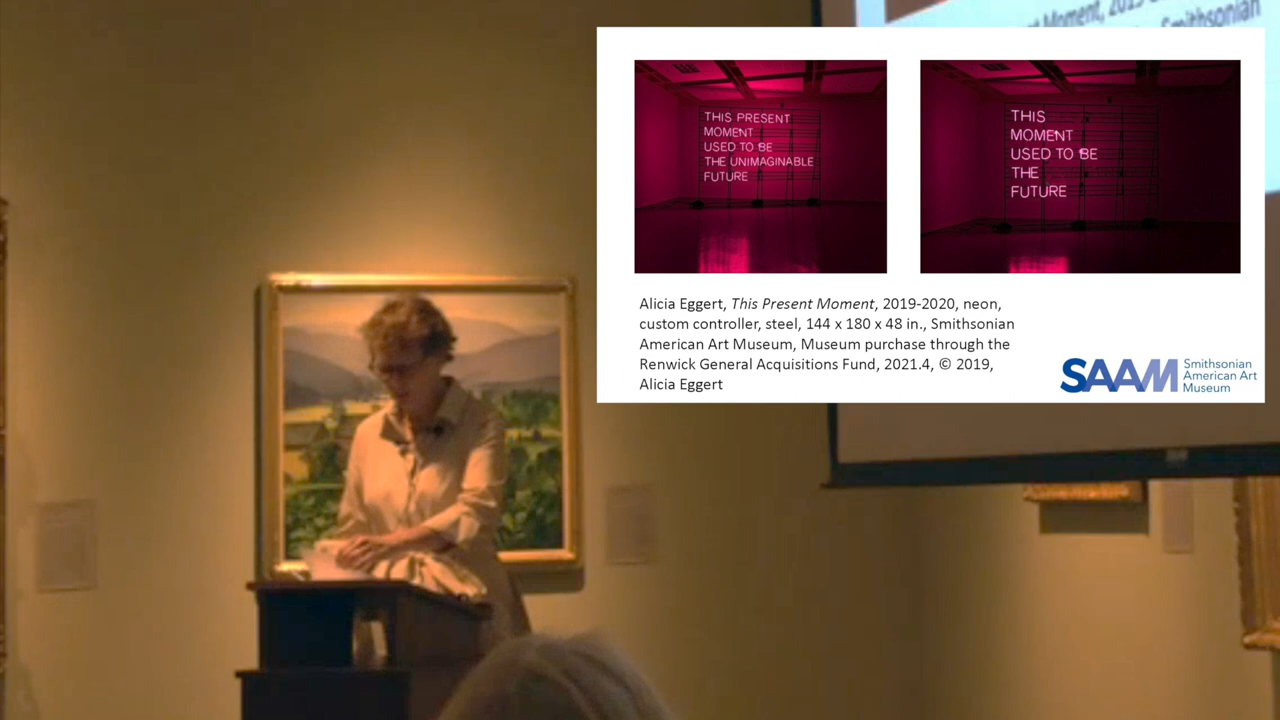 Moment, 2019
Smithsonian
THIS PRESENT
MOMENT
USED TO BE
THE UNIMAGINABLE
FUTURE
THIS
MOMENT
USED TO BE
THE
FUTURE
Alicia Eggert, This Present Moment, 2019-2020, neon,
custom controller, steel, 144 x 180 x 48 in., Smithsonian
American Art Museum, Museum purchase through the
Renwick General Acquisitions Fund, 2021.4, © 2019,
Alicia Eggert
SAAM
Smithsonian
American Art
Museum